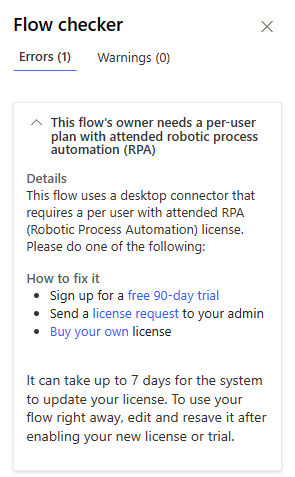 Flow checker
Errors (1) Warnings (0)
This flow's owner needs a per-user
plan with attended robotic process
automation (RPA)
Details
This flow uses a desktop connector that
requires a per user with attended RPA
(Robotic Process Automation) license.
Please do one of the following:
How to fix it
• Sign up for a free 90-day trial
• Send a license request to your admin
• Buy your own license
It can take up to 7 days for the system
to update your license. To use your
flow right away, edit and resave it after
enabling your new license or trial.